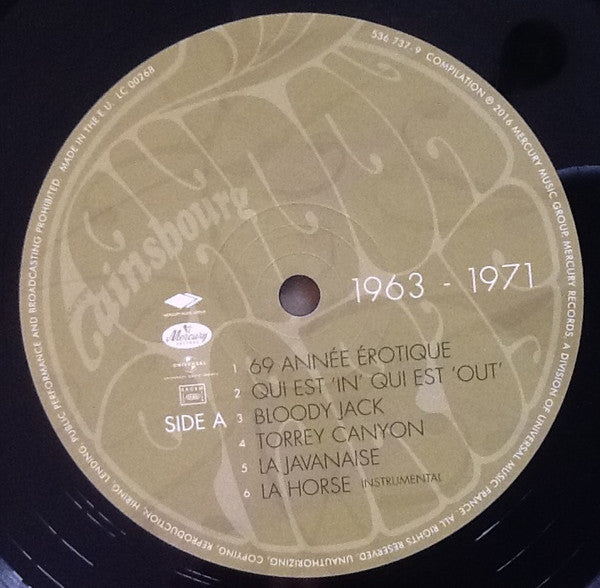 536 737-9 COMPILATION ℗ © 2016 MERCURY MUSIC GROUP, MERCURY RECORDS, A DIVISION OF UNIVERSAL MUSIC FRANCE. ALL RIGHTS RESERVED. UNAUTHORIZING, COPYING, REPRODUCTION, HIRING, LENDING, PUBLIC PERFORMANCE AND BROADCASTING PROHIBITED. MADE IN THE E U LC 00268
Gainsbourg
1963 - 1971
Mercury
UNIVERSAL
SACEM
SIDE A
1 69 ANNÉE ÉROTIQUE
2 QUI EST 'IN' QUI EST 'OUT'
3 BLOODY JACK
4 TORREY CANYON
5 LA JAVANAISE
6 LA HORSE INSTRUMENTAL